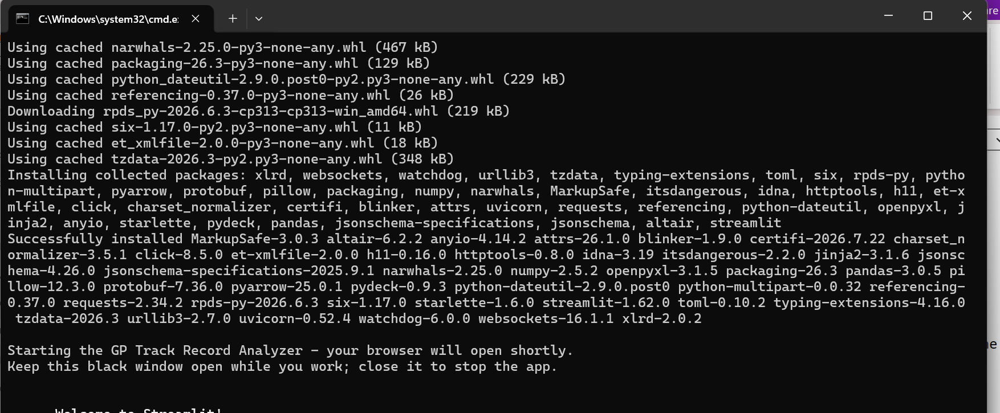 C:\Windows\system32\cmd.e
Using cached narwhals-2.25.0-py3-none-any.whl (467 kB)
Using cached packaging-26.3-py3-none-any.whl (129 kB)
Using cached python_dateutil-2.9.0.post0-py2.py3-none-any.whl (229 kB)
Using cached referencing-0.37.0-py3-none-any.whl (26 kB)
Downloading rpds_py-2026.6.3-cp313-cp313-win_amd64.whl (219 kB)
Using cached six-1.17.0-py2.py3-none-any.whl (11 kB)
Using cached et_xmlfile-2.0.0-py3-none-any.whl (18 kB)
Using cached tzdata-2026.3-py2.py3-none-any.whl (348 kB)
Installing collected packages: xlrd, websockets, watchdog, urllib3, tzdata, typing-extensions, toml, six, rpds-py, pytho
n-multipart, pyarrow, protobuf, pillow, packaging, numpy, narwhals, MarkupSafe, itsdangerous, idna, httptools, h11, et-x
mlfile, click, charset_normalizer, certifi, blinker, attrs, uvicorn, requests, referencing, python-dateutil, openpyxl, j
inja2, anyio, starlette, pydeck, pandas, jsonschema-specifications, jsonschema, altair, streamlit
Successfully installed MarkupSafe-3.0.3 altair-6.2.2 anyio-4.14.2 attrs-26.1.0 blinker-1.9.0 certifi-2026.7.22 charset_n
ormalizer-3.5.1 click-8.5.0 et-xmlfile-2.0.0 h11-0.16.0 httptools-0.8.0 idna-3.19 itsdangerous-2.2.0 jinja2-3.1.6 jsonsc
hema-4.26.0 jsonschema-specifications-2025.9.1 narwhals-2.25.0 numpy-2.5.2 openpyxl-3.1.5 packaging-26.3 pandas-3.0.5 pi
llow-12.3.0 protobuf-7.36.0 pyarrow-25.0.1 pydeck-0.9.3 python-dateutil-2.9.0.post0 python-multipart-0.0.32 referencing-
0.37.0 requests-2.34.2 rpds-py-2026.6.3 six-1.17.0 starlette-1.6.0 streamlit-1.62.0 toml-0.10.2 typing-extensions-4.16.0
tzdata-2026.3 urllib3-2.7.0 uvicorn-0.52.4 watchdog-6.0.0 websockets-16.1.1 xlrd-2.0.2
Starting the GP Track Record Analyzer - your browser will open shortly.
Keep this black window open while you work; close it to stop the app.
Welcome to Streamlit!